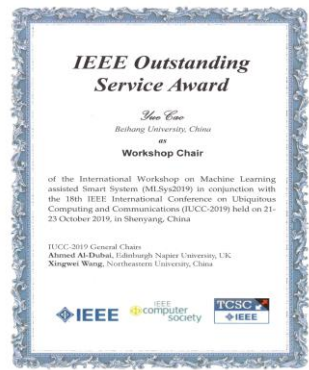 IEEE Outstanding
Service Award
Yue Cao
Beihang University, China
as
Workshop Chair
of the International Workshop on Machine Learning
assisted Smart System (MLSys2019) in conjunction with
the 18th IEEE International Conference on Ubiquitous
Computing and Communications (IUCC-2019) held on 21-
23 October 2019, in Shenyang, China
IUCC-2019 General Chairs
Ahmed Al-Dubai, Edinburgh Napier University, UK
Xingwei Wang, Northeastern University, China
IEEE
IEEE
computer
society
TCSC
IEEE